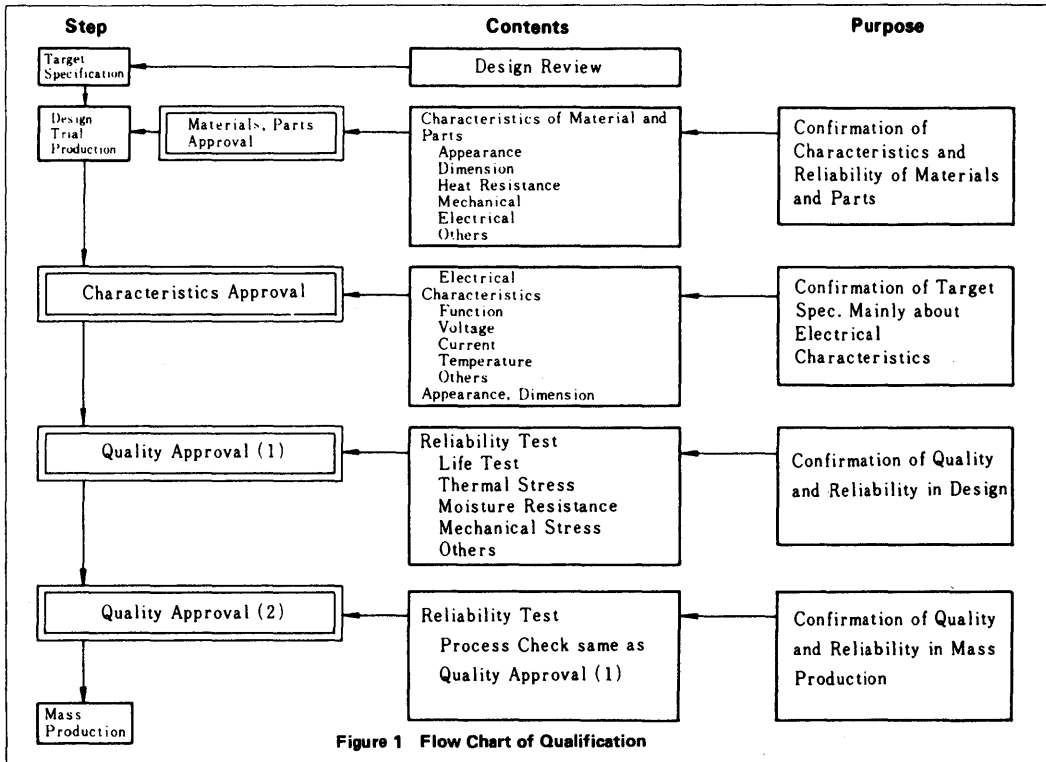 Step
Contents
Purpose
Target
Specification
Design Review
Design
Trial
Production
Materials, Parts
Approval
Characteristics of Material and
Parts
Appearance
Dimension
Heat Resistance
Mechanical
Electrical
Others
Confirmation of
Characteristics and
Reliability of Materials
and Parts
Characteristics Approval
Electrical
Characteristics
Function
Voltage
Current
Temperature
Others
Appearance, Dimension
Confirmation of Target
Spec. Mainly about
Electrical
Characteristics
Quality Approval (1)
Reliability Test
Life Test
Thermal Stress
Moisture Resistance
Mechanical Stress
Others
Confirmation of Quality
and Reliability in Design
Quality Approval (2)
Reliability Test
Process Check same as
Quality Approval (1)
Confirmation of Quality
and Reliability in Mass
Production
Mass
Production
Figure 1 Flow Chart of Qualification